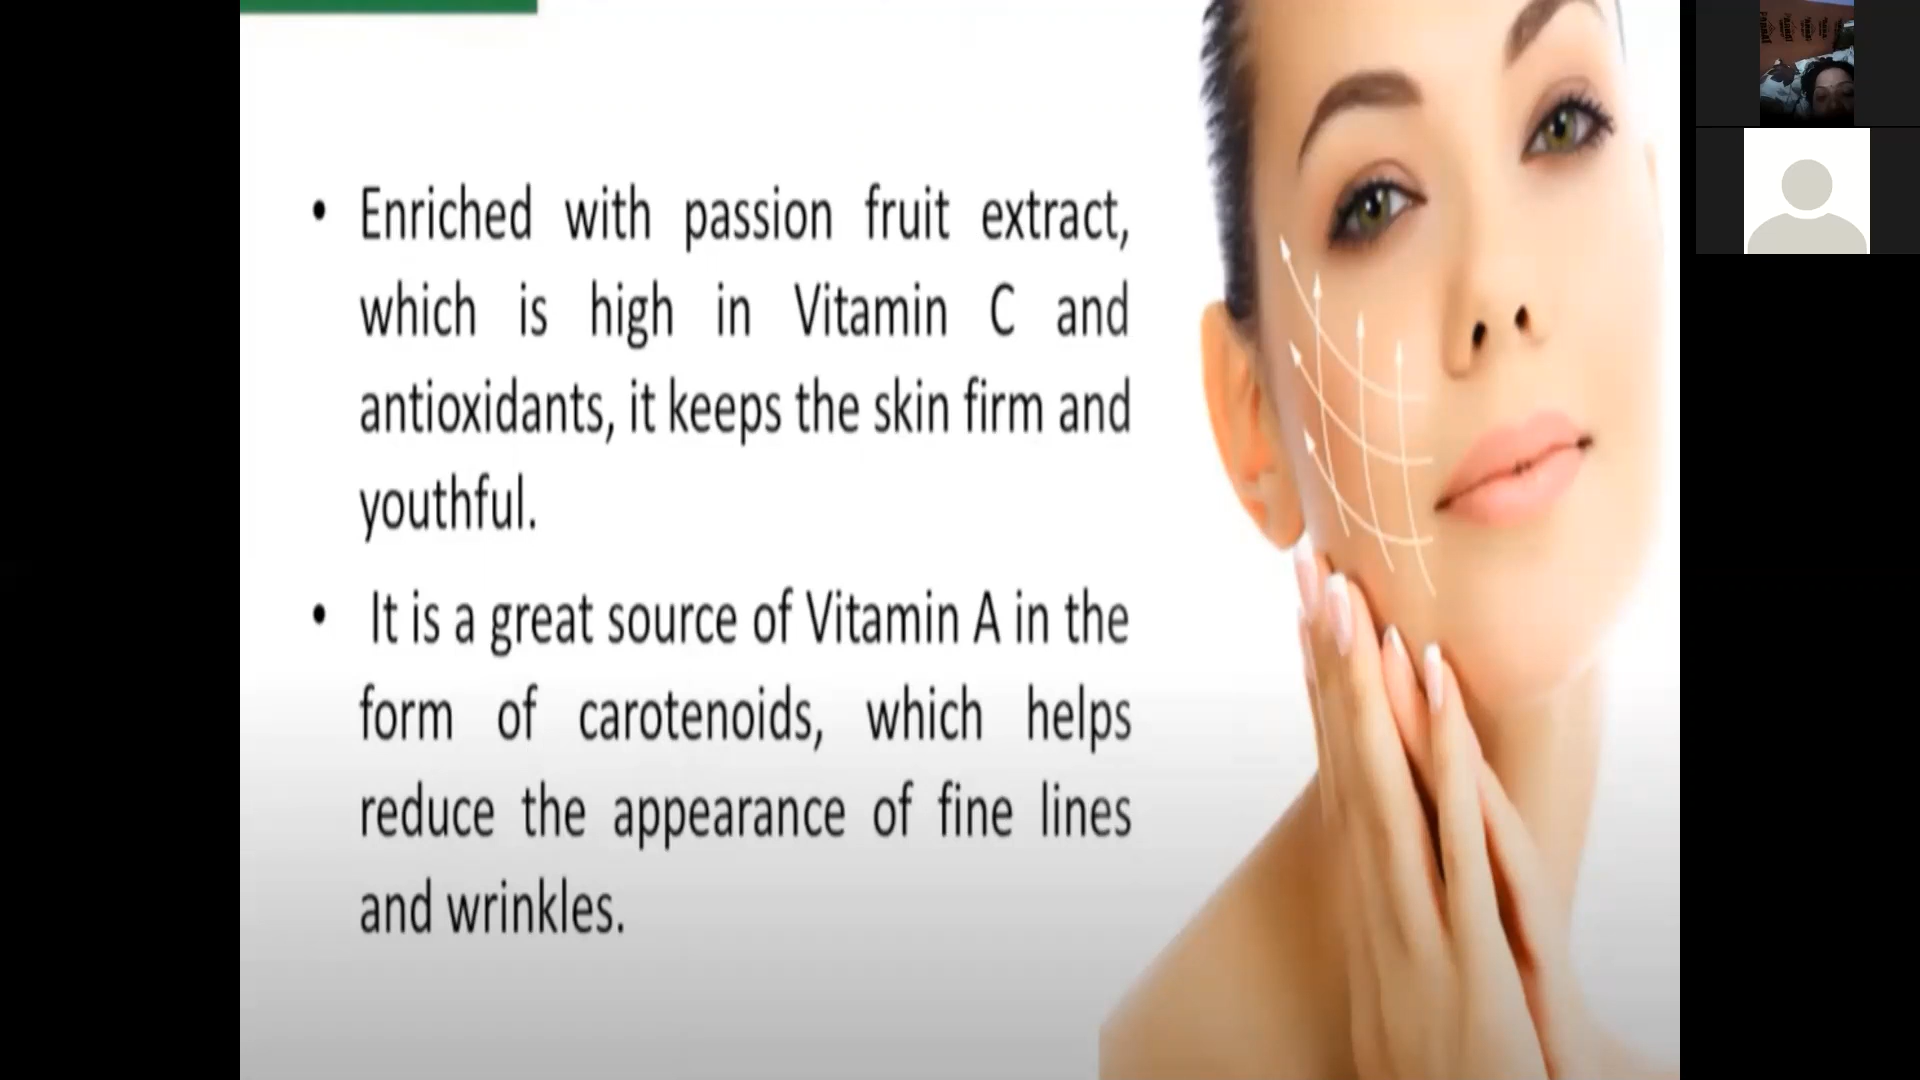 • Enriched with passion fruit extract,
which is high in Vitamin C and
antioxidants, it keeps the skin firm and
youthful.
• It is a great source of Vitamin A in the
form of carotenoids, which helps
reduce the appearance of fine lines
and wrinkles.